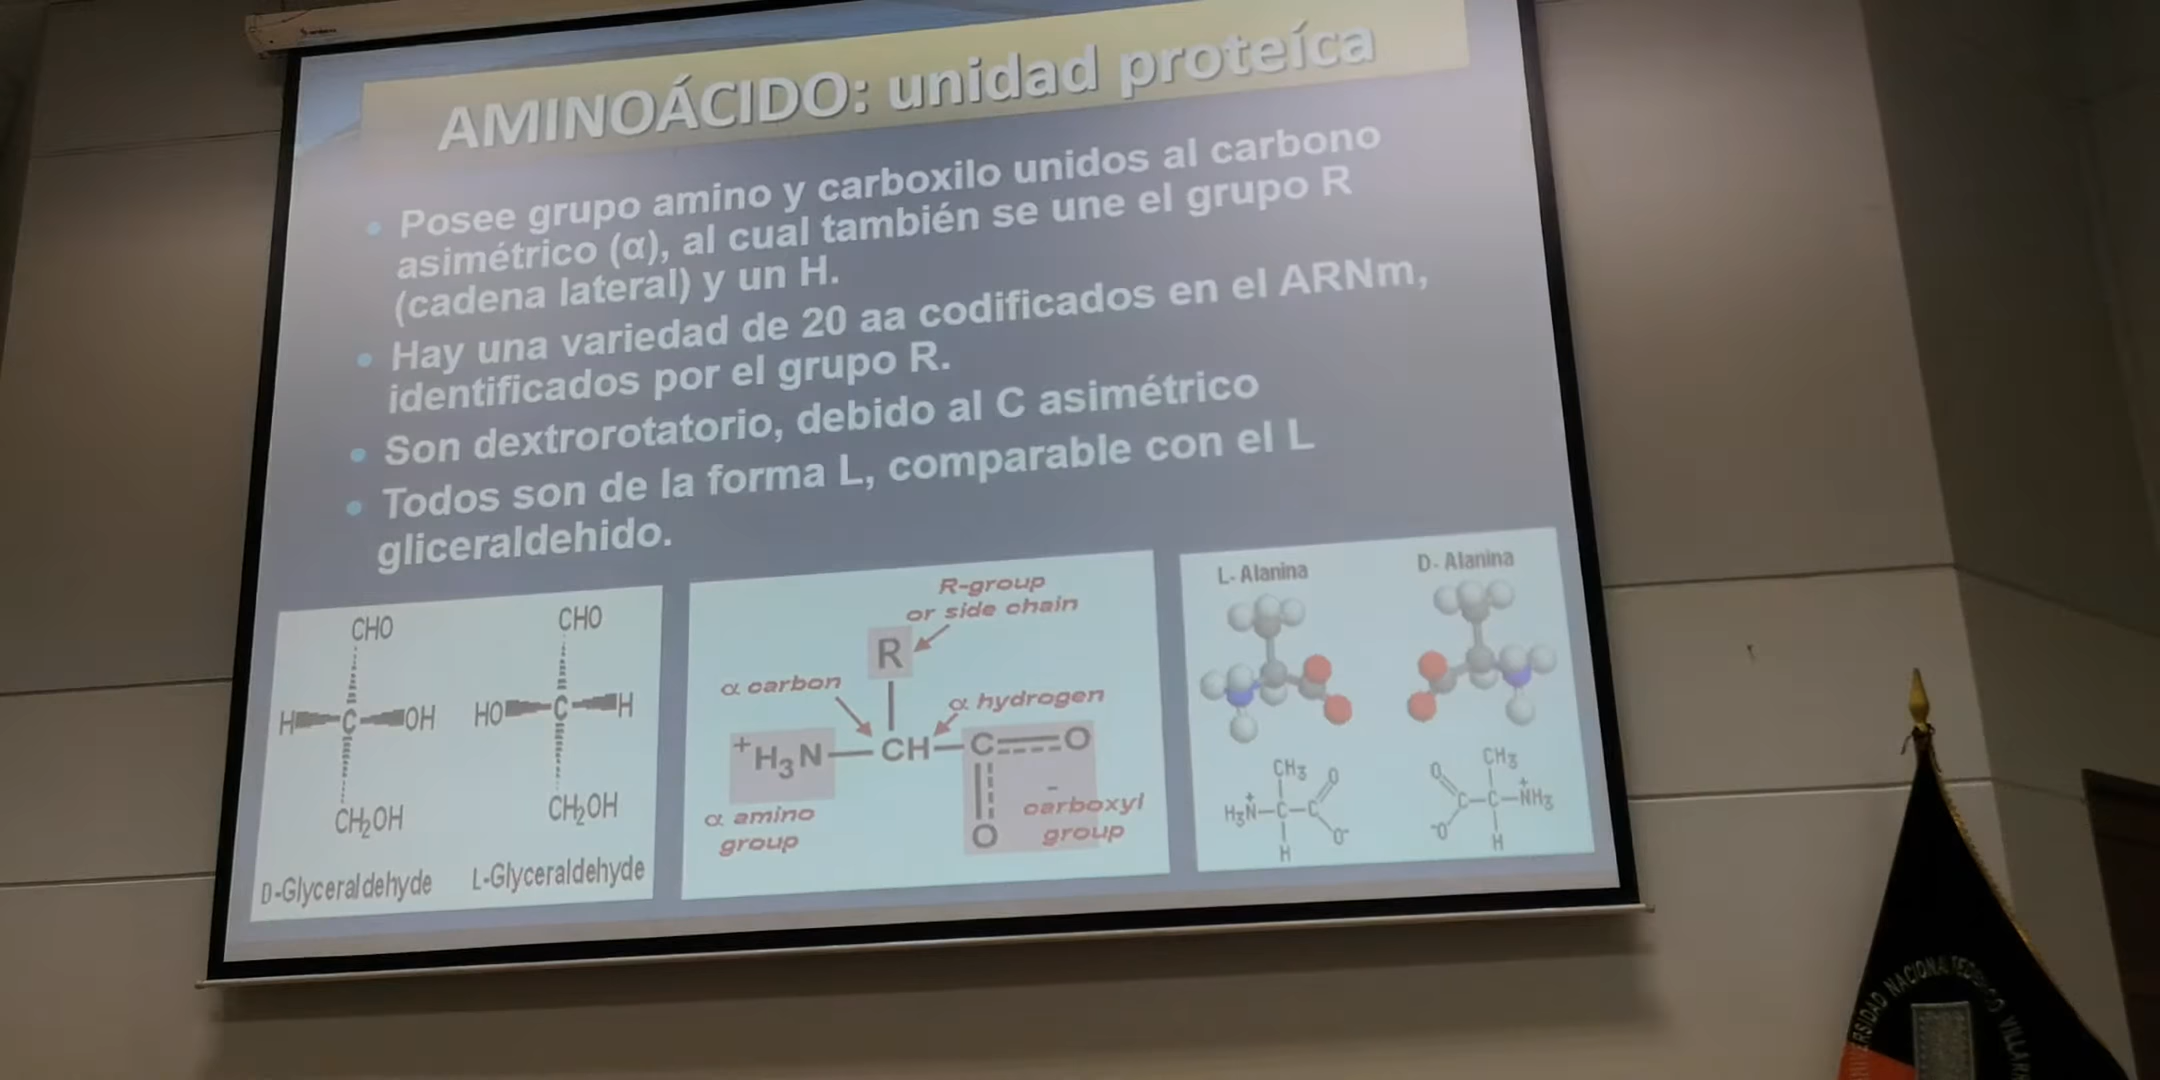 AMINOÁCIDO: unidad proteíca
• Posee grupo amino y carboxilo unidos al carbono
asimétrico (α), al cual también se une el grupo R
(cadena lateral) y un H.
• Hay una variedad de 20 aa codificados en el ARNm,
identificados por el grupo R.
• Son dextrorotatorio, debido al C asimétrico
• Todos son de la forma L, comparable con el L
gliceraldehido.
CHO
H C OH
CH₂OH
D-Glyceraldehyde
CHO
HO C H
CH₂OH
L-Glyceraldehyde
R-group
or side chain
R
α carbon
α hydrogen
⁺H₃N—CH—C O
O
-
α amino
group
carboxyl
group
L- Alanina
CH₃ O
H₃N⁺—C—C
O⁻
H
D- Alanina
O CH₃
C—C—⁺NH₃
⁻O
H
NACIONAL